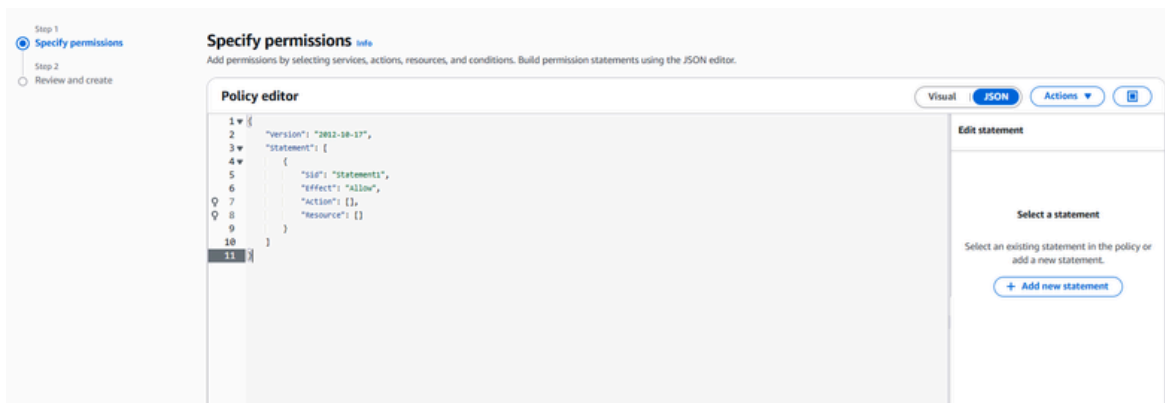 Step 1
Specify permissions
Step 2
Review and create
Specify permissions Info
Add permissions by selecting services, actions, resources, and conditions. Build permission statements using the JSON editor.
Policy editor
Visual
JSON
Actions ▼
1 ▼ {
2 "Version": "2012-10-17",
3 ▼ "Statement": [
4 ▼ {
5 "Sid": "Statement1",
6 "Effect": "Allow",
7 "Action": [],
8 "Resource": []
9 }
10 ]
11 }
Edit statement
Select a statement
Select an existing statement in the policy or
add a new statement.
+ Add new statement